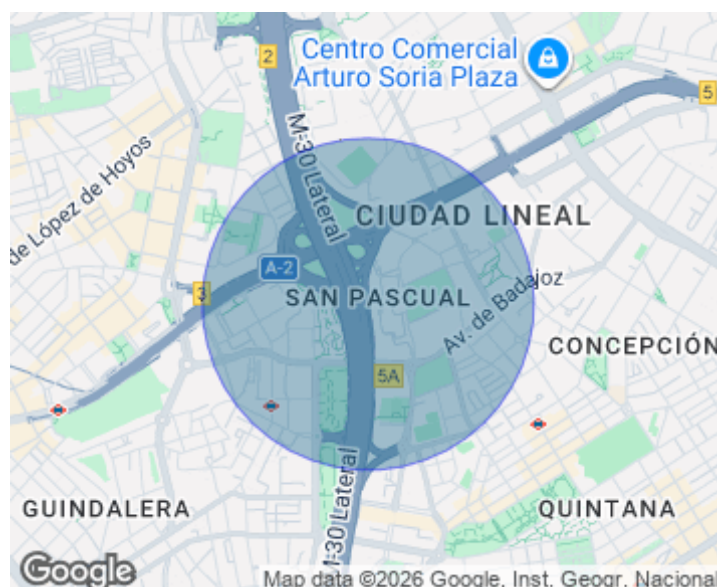 2
Centro Comercial
Arturo Soria Plaza
5
M-30 Lateral
de López de Hoyos
CIUDAD LINEAL
A-2
3
SAN PASCUAL
Av. de Badajoz
CONCEPCIÓN
5A
M-30 Lateral
GUINDALERA
QUINTANA
Google
Map data ©2026 Google, Inst. Geogr. Nacional